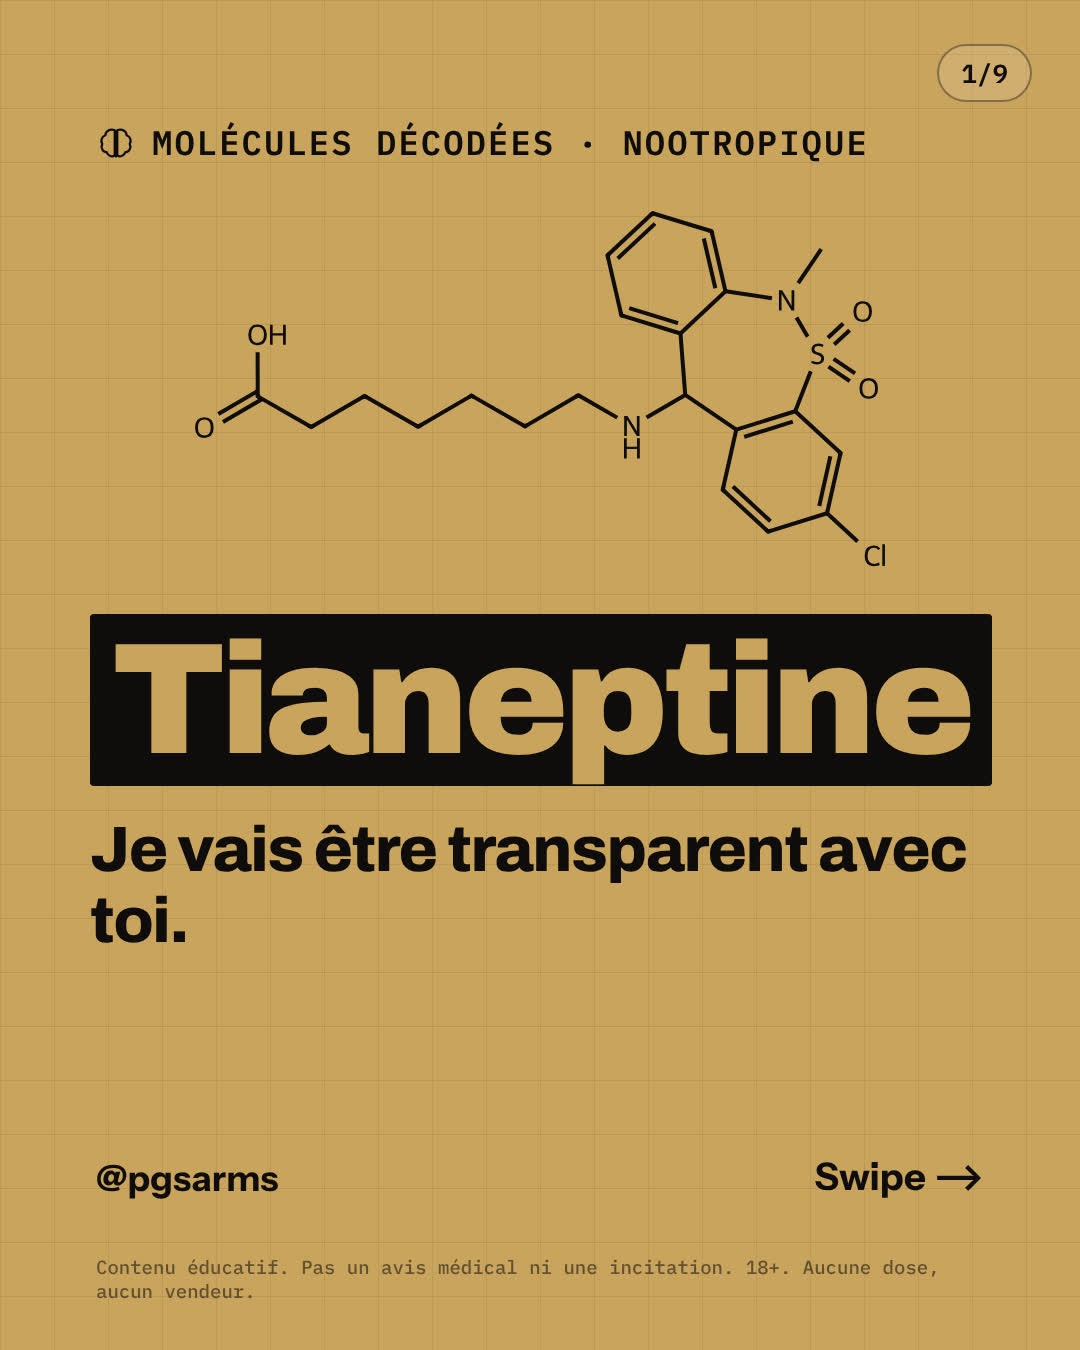 1/9
MOLÉCULES DÉCODÉES · NOOTROPIQUE
N
O
S
O
OH
O
N
H
Cl
Tianeptine
Je vais être transparent avec
toi.
@pgsarms
Swipe →
Contenu éducatif. Pas un avis médical ni une incitation. 18+. Aucune dose,
aucun vendeur.